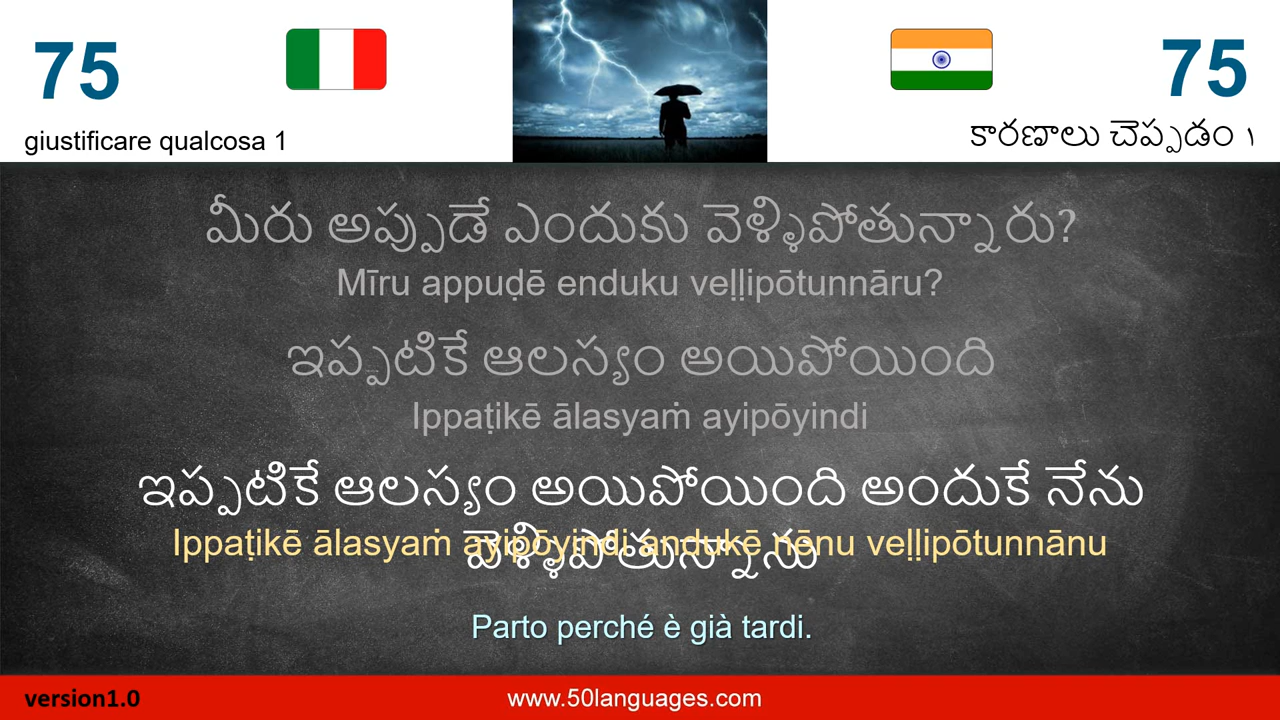 75
75
giustificare qualcosa 1
కారణాలు చెప్పడం ౧
మీరు అప్పుడే ఎందుకు వెళ్ళిపోతున్నారు?
Mīru appuḍē enduku veḷḷipōtunnāru?
ఇప్పటికే ఆలస్యం అయిపోయింది
Ippaṭikē ālasyaṁ ayipōyindi
ఇప్పటికే ఆలస్యం అయిపోయింది అందుకే నేను
వెళ్ళిపోతున్నాను
Ippaṭikē ālasyaṁ ayipōyindi andukē nēnu veḷḷipōtunnānu
Parto perché è già tardi.
version1.0
www.50languages.com